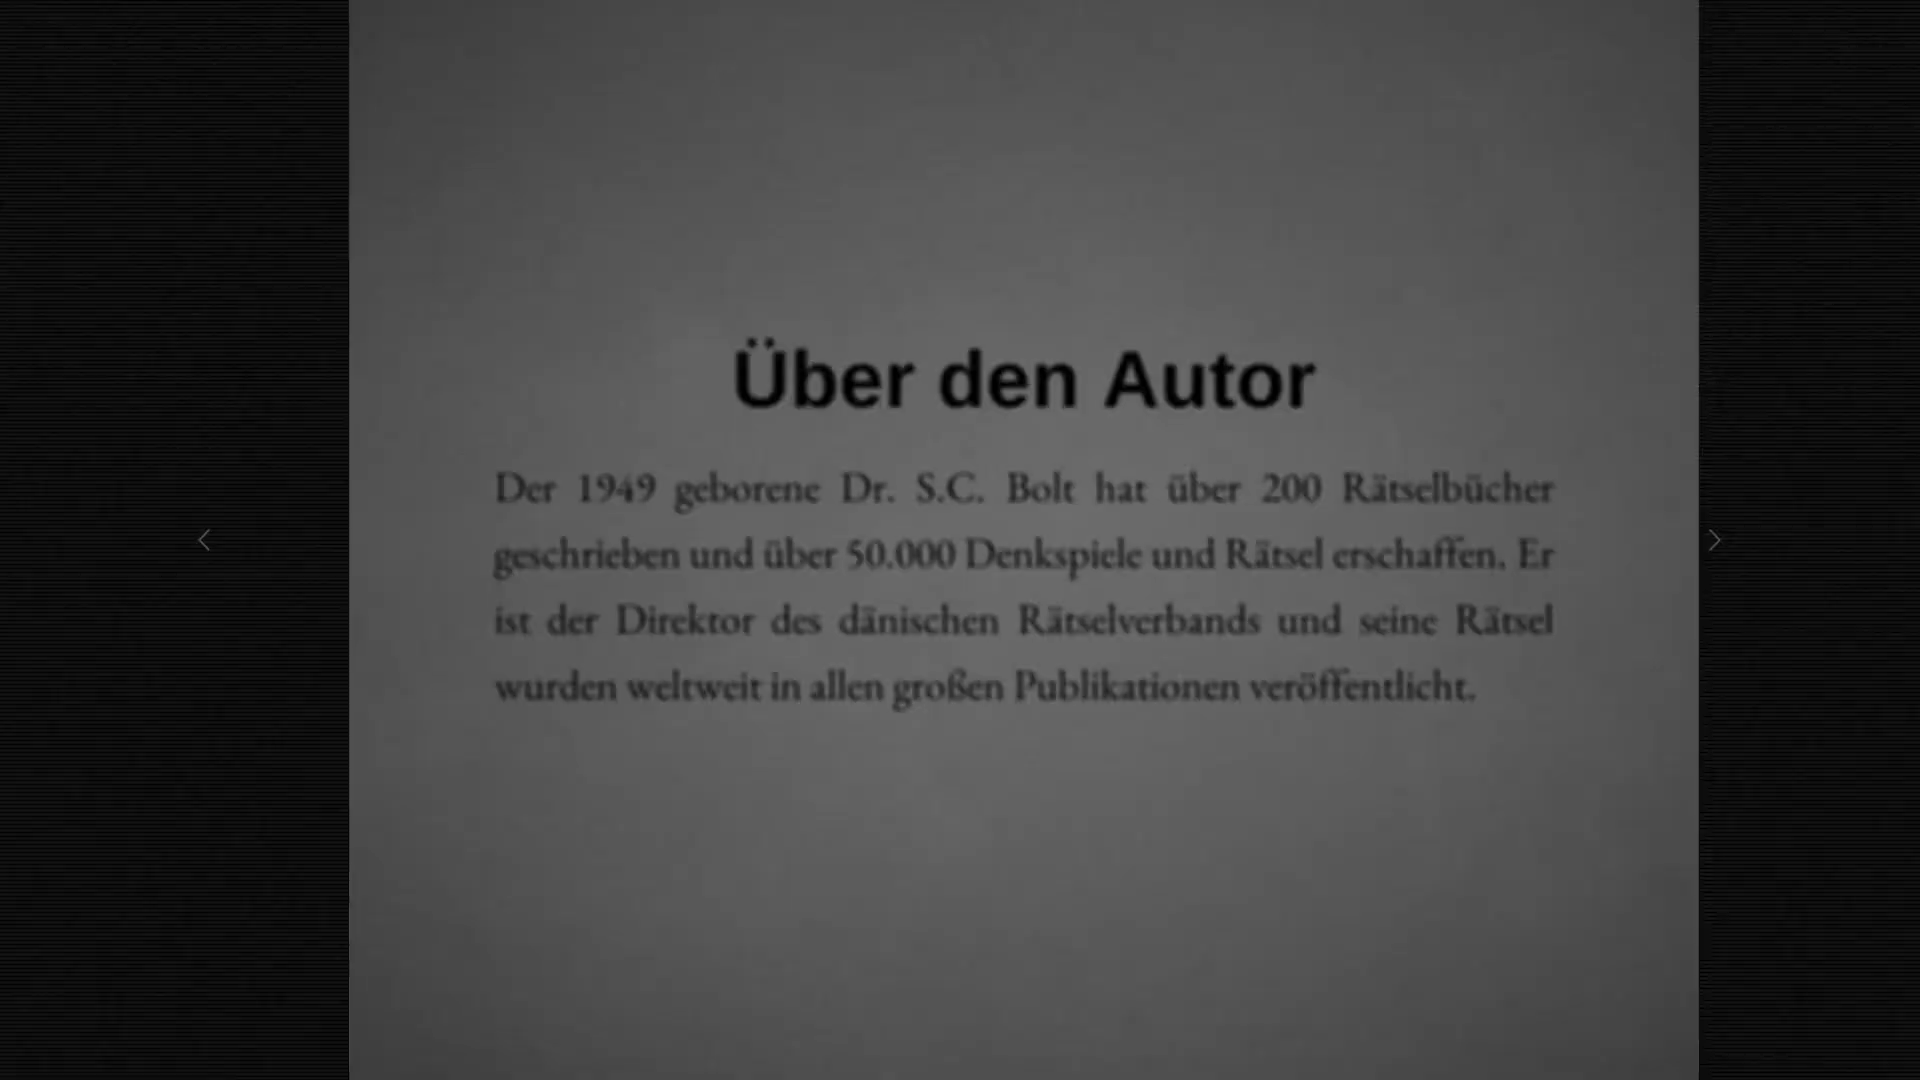 Über den Autor
Der 1949 geborene Dr. S.C. Bolt hat über 200 Rätselbücher
geschrieben und über 50.000 Denkspiele und Rätsel erschaffen. Er
ist der Direktor des dänischen Rätselverbands und seine Rätsel
wurden weltweit in allen großen Publikationen veröffentlicht.